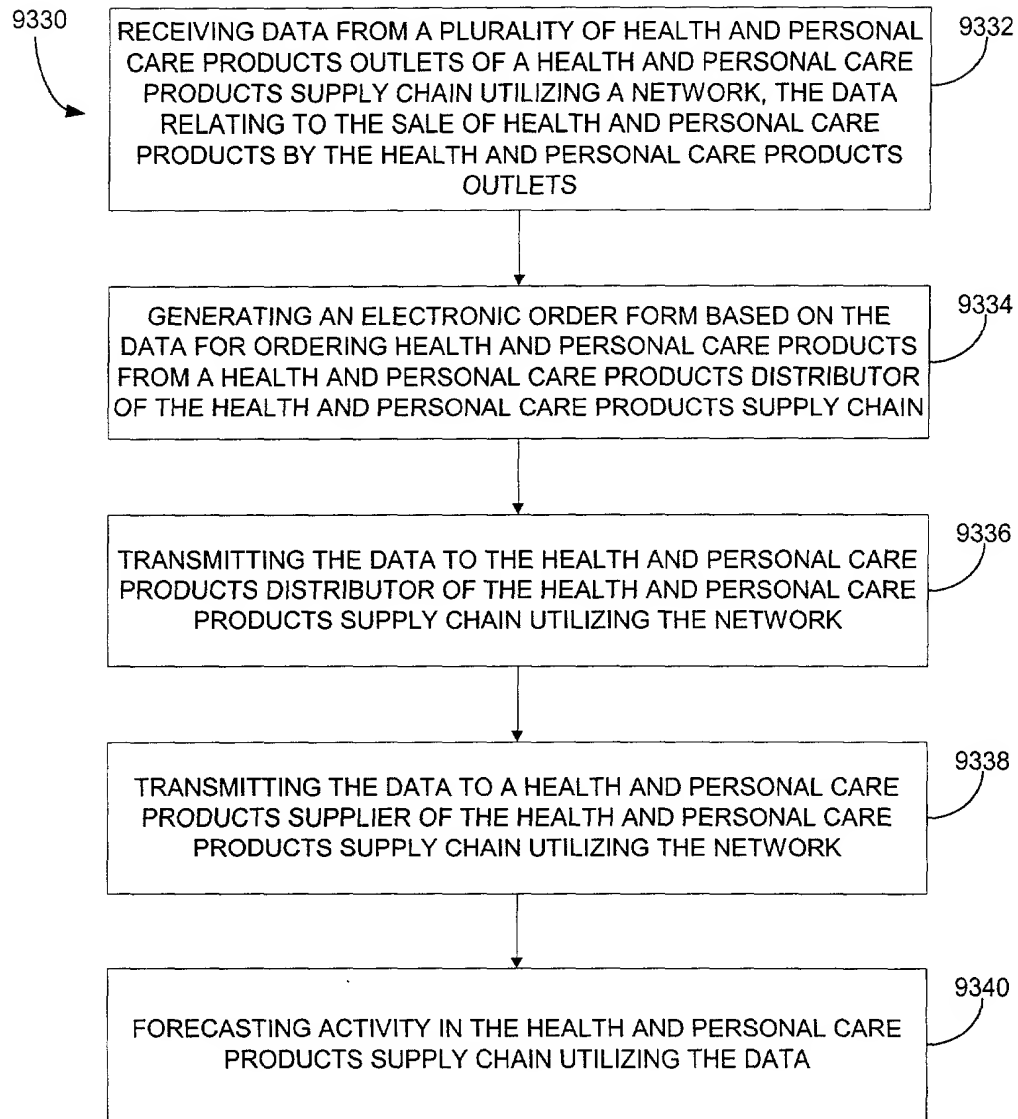 9330
RECEIVING DATA FROM A PLURALITY OF HEALTH AND PERSONAL
CARE PRODUCTS OUTLETS OF A HEALTH AND PERSONAL CARE
PRODUCTS SUPPLY CHAIN UTILIZING A NETWORK, THE DATA
RELATING TO THE SALE OF HEALTH AND PERSONAL CARE
PRODUCTS BY THE HEALTH AND PERSONAL CARE PRODUCTS
OUTLETS
9332
GENERATING AN ELECTRONIC ORDER FORM BASED ON THE
DATA FOR ORDERING HEALTH AND PERSONAL CARE PRODUCTS
FROM A HEALTH AND PERSONAL CARE PRODUCTS DISTRIBUTOR
OF THE HEALTH AND PERSONAL CARE PRODUCTS SUPPLY CHAIN
9334
TRANSMITTING THE DATA TO THE HEALTH AND PERSONAL CARE
PRODUCTS DISTRIBUTOR OF THE HEALTH AND PERSONAL CARE
PRODUCTS SUPPLY CHAIN UTILIZING THE NETWORK
9336
TRANSMITTING THE DATA TO A HEALTH AND PERSONAL CARE
PRODUCTS SUPPLIER OF THE HEALTH AND PERSONAL CARE
PRODUCTS SUPPLY CHAIN UTILIZING THE NETWORK
9338
FORECASTING ACTIVITY IN THE HEALTH AND PERSONAL CARE
PRODUCTS SUPPLY CHAIN UTILIZING THE DATA
9340